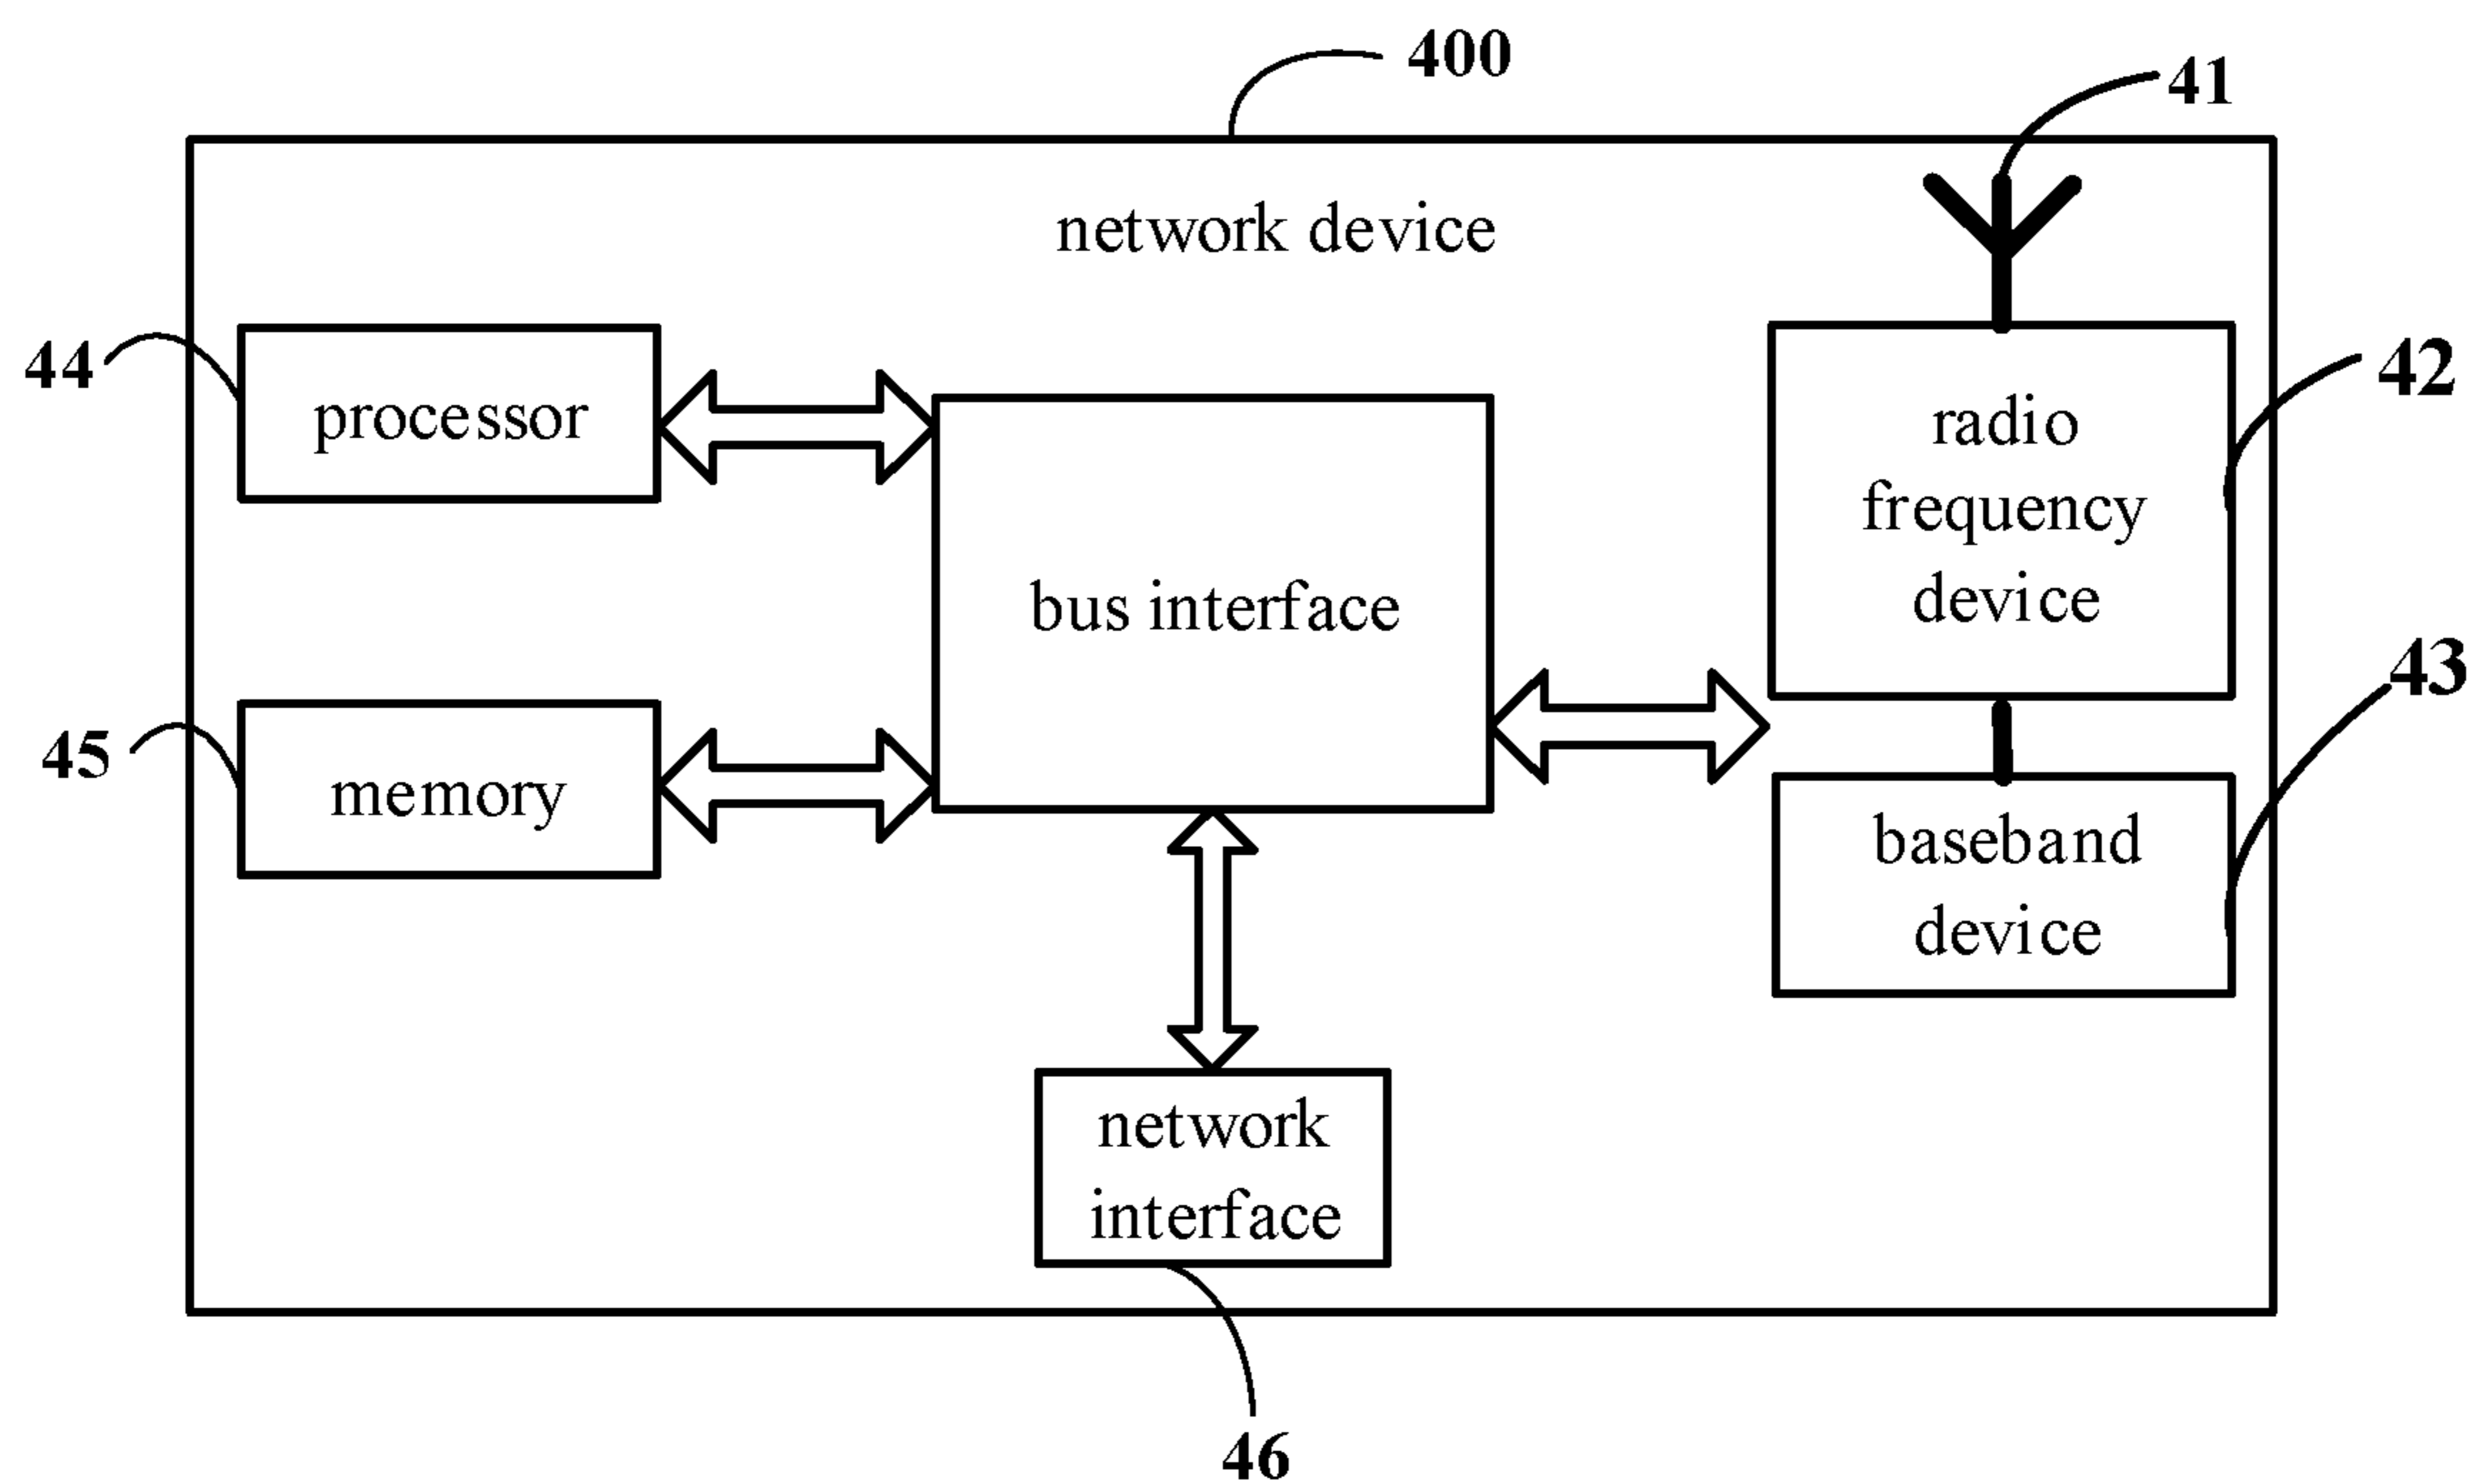 400
41
network device
44
processor
42
radio
frequency
device
bus interface
43
45
memory
baseband
device
network
interface
46